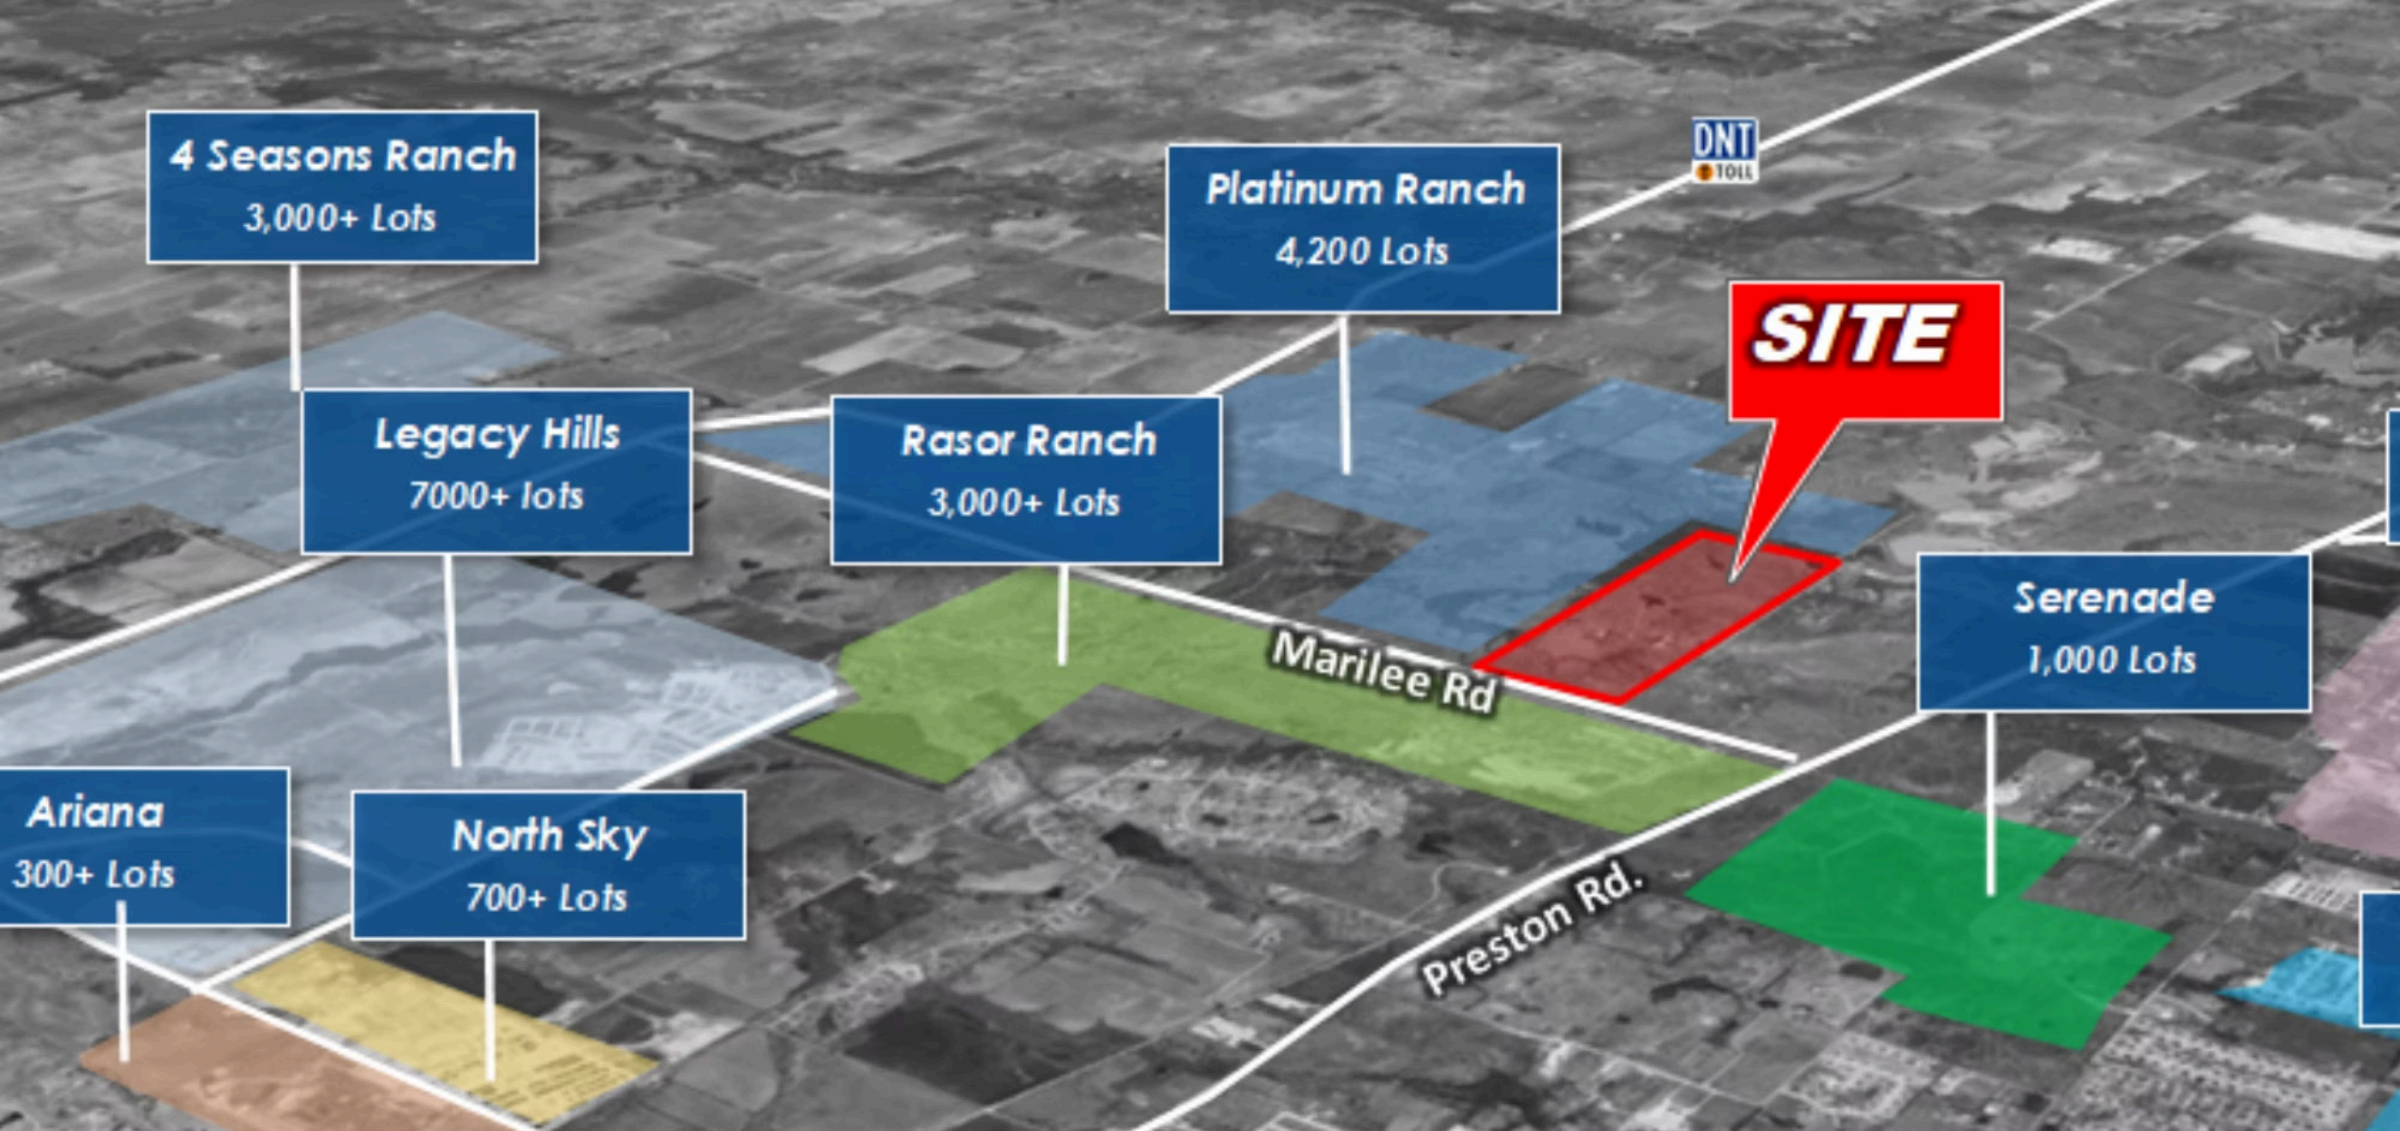 4 Seasons Ranch
3,000+ Lots
Platinum Ranch
4,200 Lots
DNT
TOLL
SITE
Legacy Hills
7000+ lots
Rasor Ranch
3,000+ Lots
Serenade
1,000 Lots
Marilee Rd
Ariana
300+ Lots
North Sky
700+ Lots
Preston Rd.